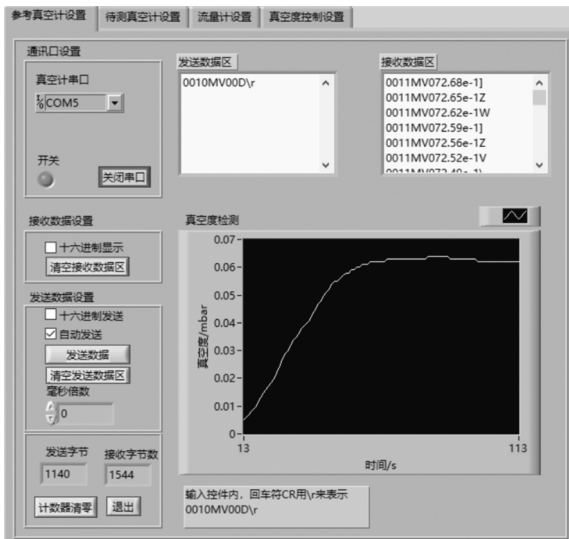 参考真空计设置 待测真空计设置 流量计设置 真空度控制设置
通讯口设置
真空计串口
COM5
开关
关闭串口
发送数据区
0010MV00D\r
接收数据区
0011MV072.68e-1]
0011MV072.65e-1Z
0011MV072.62e-1W
0011MV072.59e-1]
0011MV072.56e-1Z
0011MV072.52e-1V
接收数据设置
十六进制显示
清空接收数据区
发送数据设置
十六进制发送
自动发送
发送数据
清空发送数据区
毫秒倍数
0
发送字节 接收字节数
1140 1544
计数器清零 退出
真空度检测
真空度/mbar
0.07
0.06
0.05
0.04
0.03
0.02
0.01
0
13 113
时间/s
输入控件内，回车符CR用\r来表示
0010MV00D\r